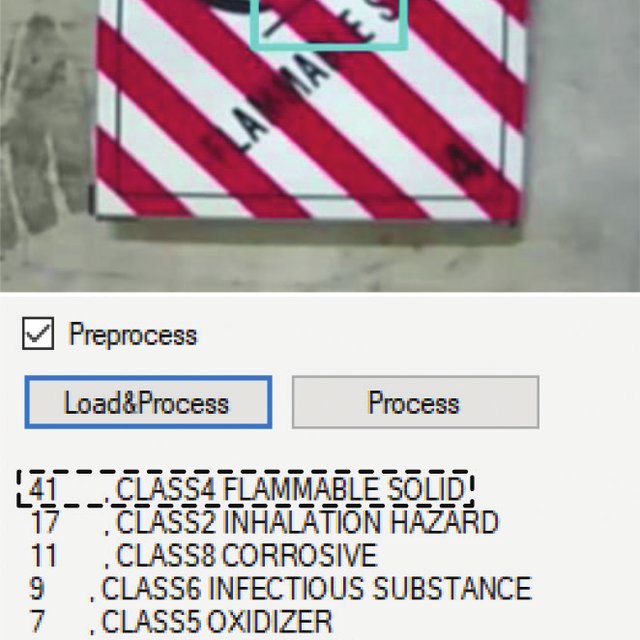 FLAMMABLE S
4
Preprocess
Load&Process Process
41 , CLASS4 FLAMMABLE SOLID
17 , CLASS2 INHALATION HAZARD
11 , CLASS8 CORROSIVE
9 , CLASS6 INFECTIOUS SUBSTANCE
7 , CLASS5 OXIDIZER